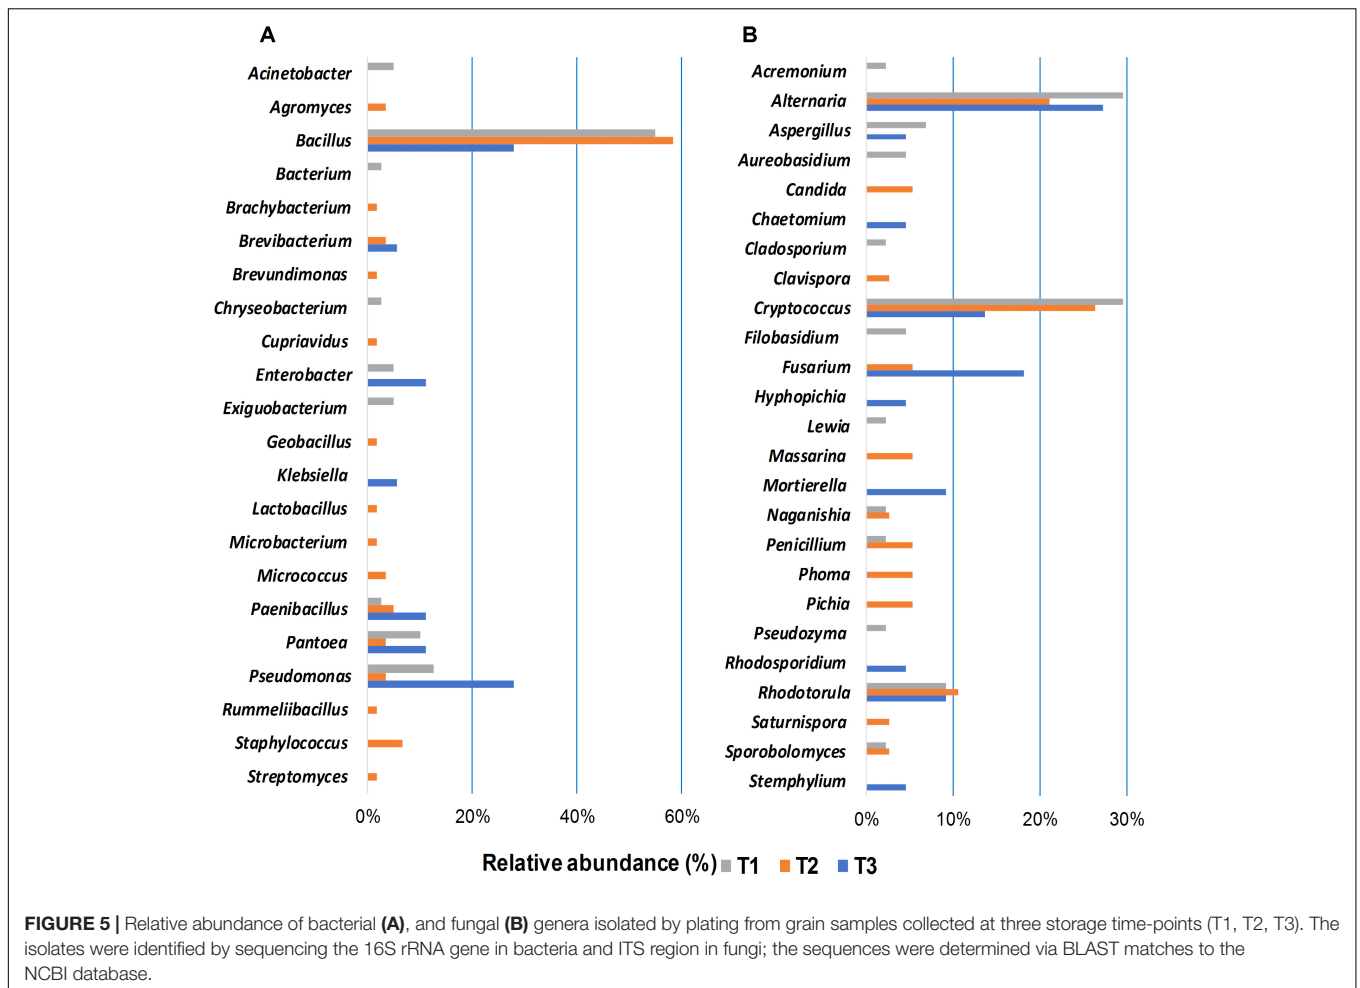 A
B
Acinetobacter
Agromyces
Bacillus
Bacterium
Brachybacterium
Brevibacterium
Brevundimonas
Chryseobacterium
Cupriavidus
Enterobacter
Exiguobacterium
Geobacillus
Klebsiella
Lactobacillus
Microbacterium
Micrococcus
Paenibacillus
Pantoea
Pseudomonas
Rummeliibacillus
Staphylococcus
Streptomyces
0% 20% 40% 60%
Acremonium
Alternaria
Aspergillus
Aureobasidium
Candida
Chaetomium
Cladosporium
Clavispora
Cryptococcus
Filobasidium
Fusarium
Hyphopichia
Lewia
Massarina
Mortierella
Naganishia
Penicillium
Phoma
Pichia
Pseudozyma
Rhodosporidium
Rhodotorula
Saturnispora
Sporobolomyces
Stemphylium
0% 10% 20% 30%
Relative abundance (%) T1 T2 T3
FIGURE 5 | Relative abundance of bacterial (A), and fungal (B) genera isolated by plating from grain samples collected at three storage time-points (T1, T2, T3). The
isolates were identified by sequencing the 16S rRNA gene in bacteria and ITS region in fungi; the sequences were determined via BLAST matches to the
NCBI database.